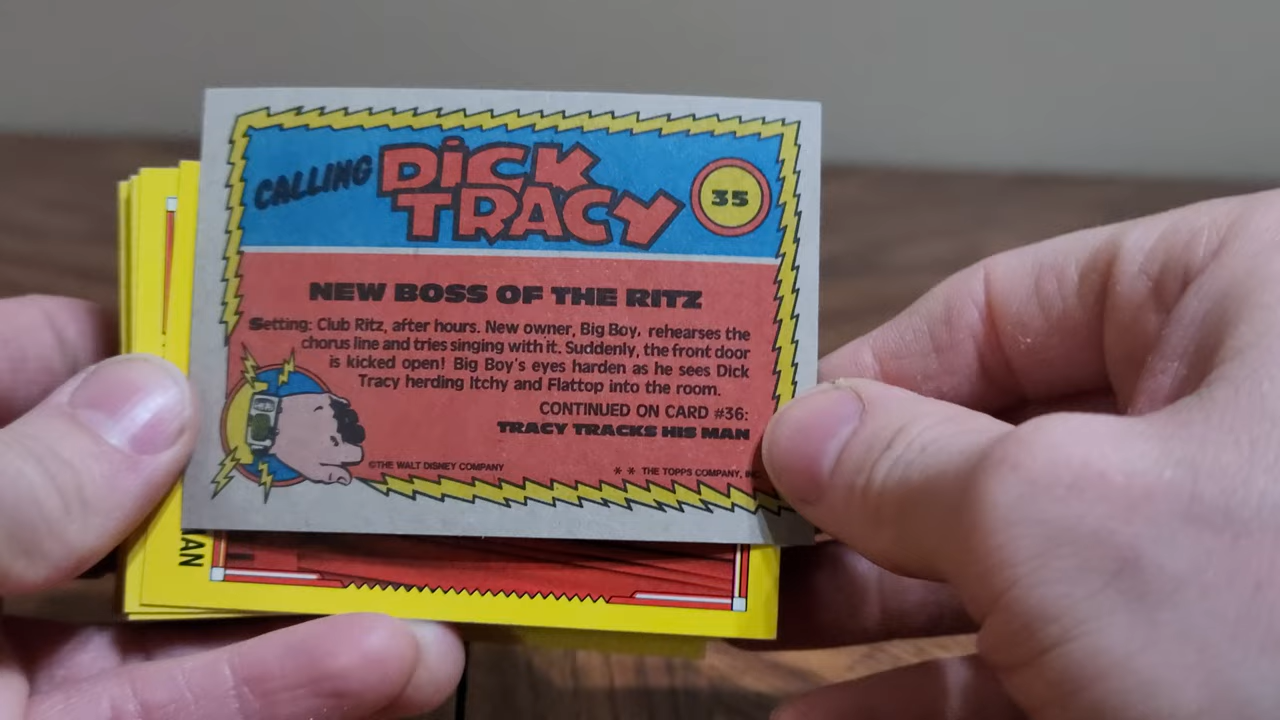 CALLING DiCK TRACY
35
NEW BOSS OF THE RITZ
Setting: Club Ritz, after hours. New owner, Big Boy, rehearses the
chorus line and tries singing with it. Suddenly, the front door
is kicked open! Big Boy's eyes harden as he sees Dick
Tracy herding Itchy and Flattop into the room.
CONTINUED ON CARD #36:
TRACY TRACKS HIS MAN
©THE WALT DISNEY COMPANY
* * THE TOPPS COMPANY, INC